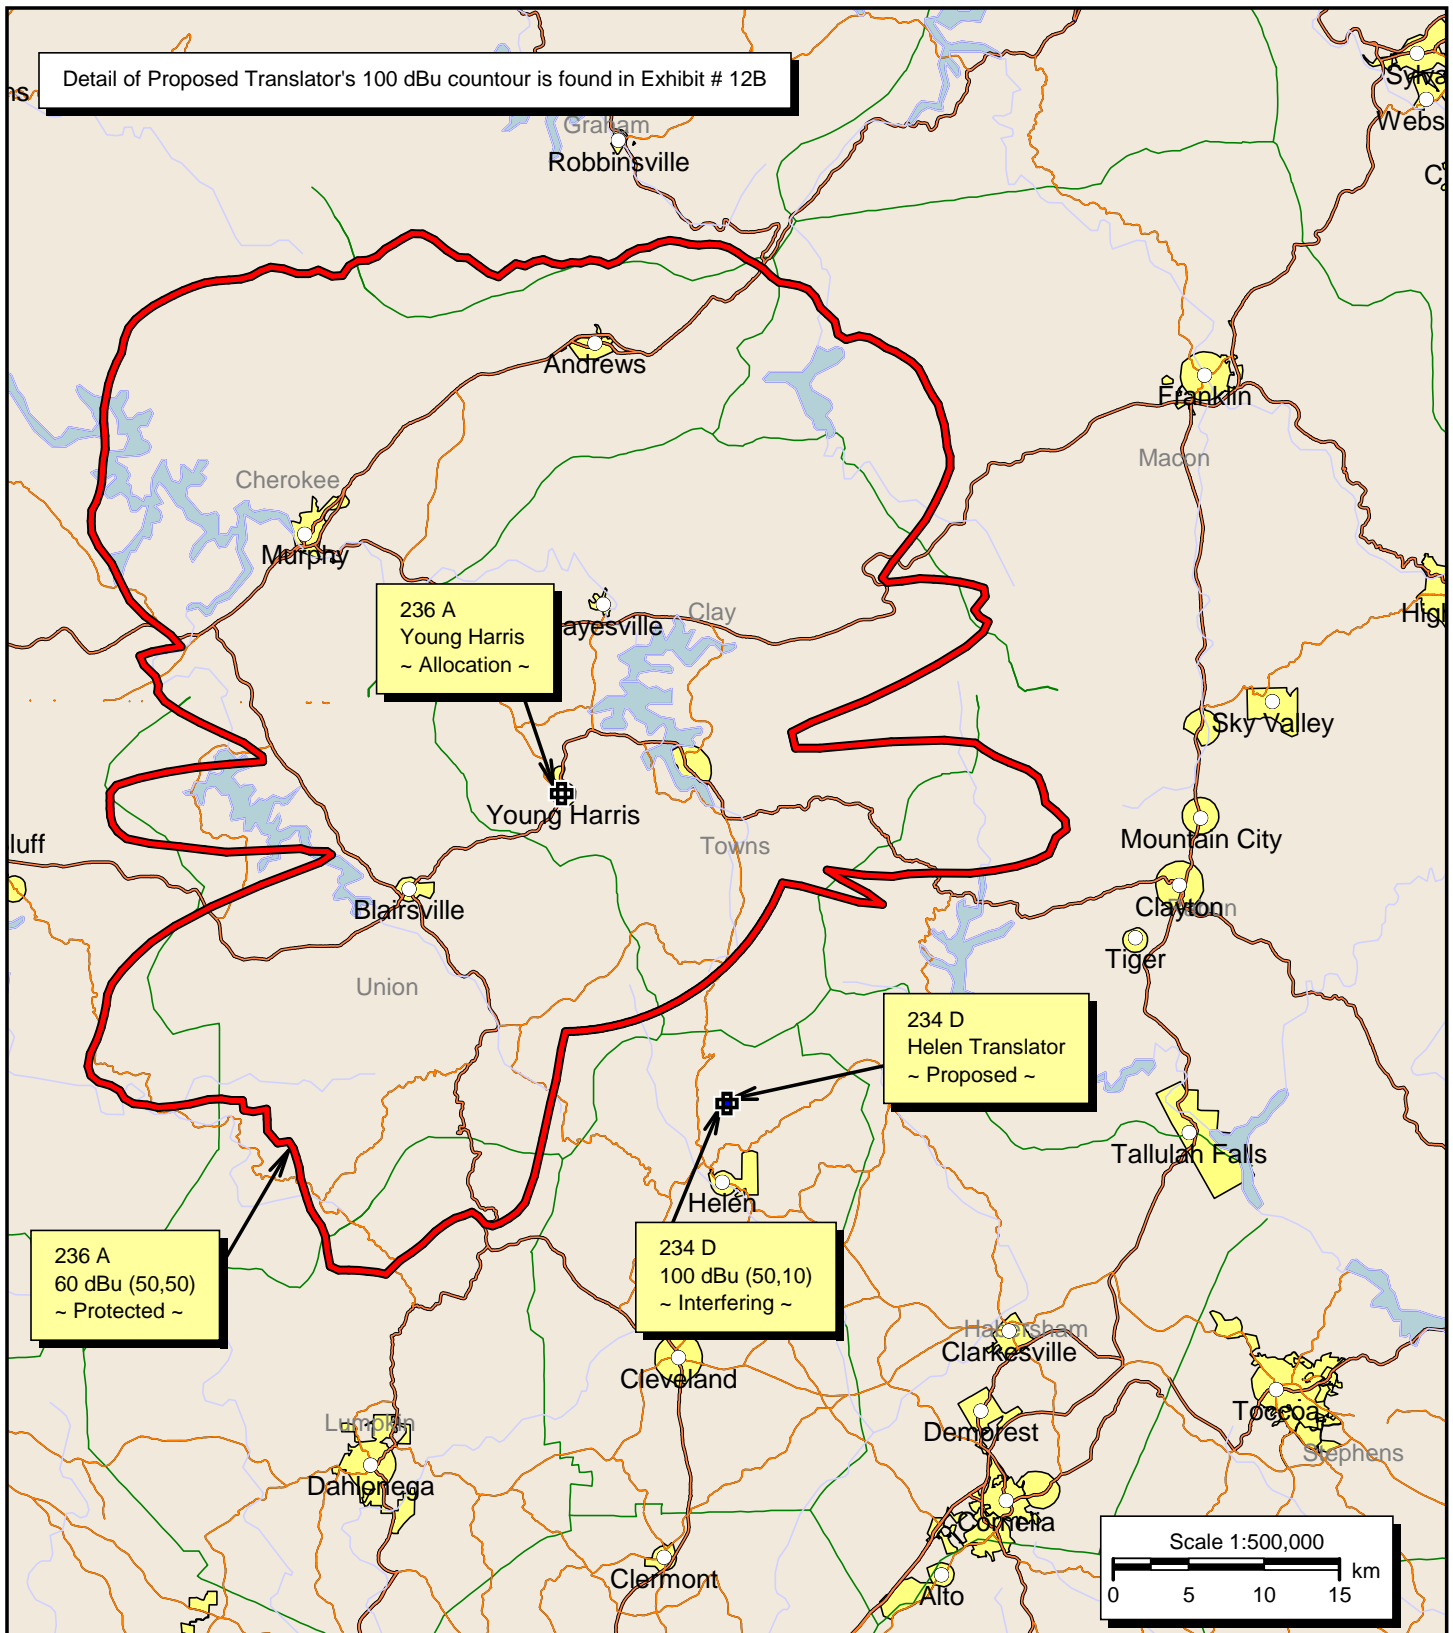 Detail of Proposed Translator's 100 dBu countour is found in Exhibit # 12B
ns
Sylva
Webs
Graham
Robbinsville
C
Andrews
Franklin
Macon
Cherokee
Murphy
236 A
Young Harris
~ Allocation ~
ayesville
Clay
High
Sky Valley
Young Harris
Towns
Mountain City
luff
Blairsville
Clayton
Tiger
Union
234 D
Helen Translator
~ Proposed ~
Tallulah Falls
Helen
236 A
60 dBu (50,50)
~ Protected ~
234 D
100 dBu (50,10)
~ Interfering ~
Habersham
Clarkesville
Cleveland
Toccoa
Demorest
Lumpkin
Stephens
Dahlonega
Cornelia
Scale 1:500,000
km
0 5 10 15
Clermont
Alto